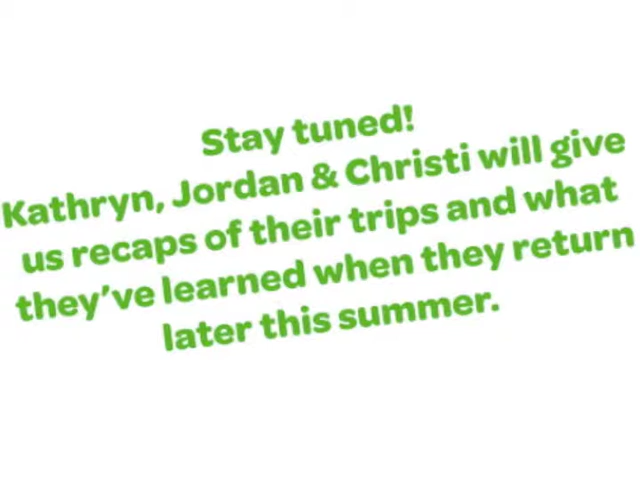 Stay tuned!
Kathryn, Jordan & Christi will give
us recaps of their trips and what
they've learned when they return
later this summer.